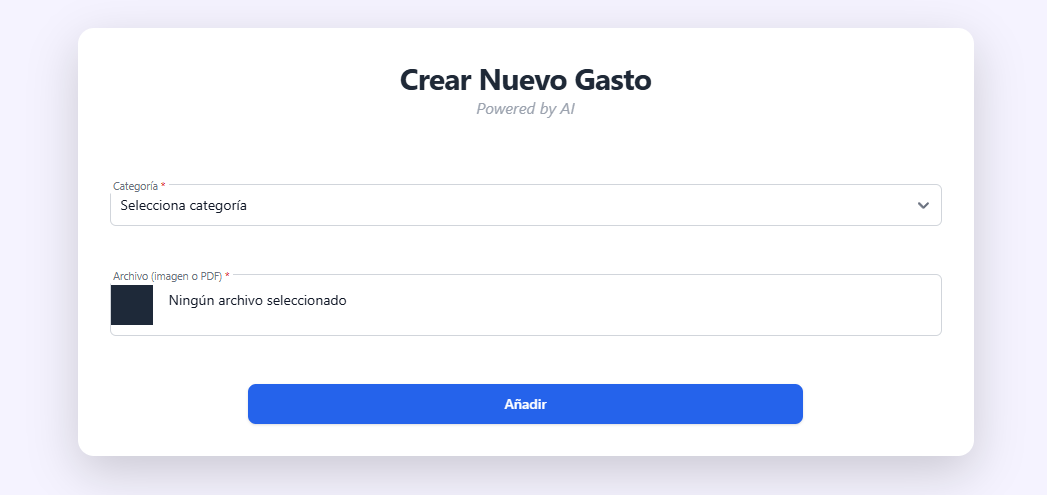 Crear Nuevo Gasto
Powered by AI
Categoría *
Selecciona categoría
Archivo (imagen o PDF) *
Ningún archivo seleccionado
Añadir